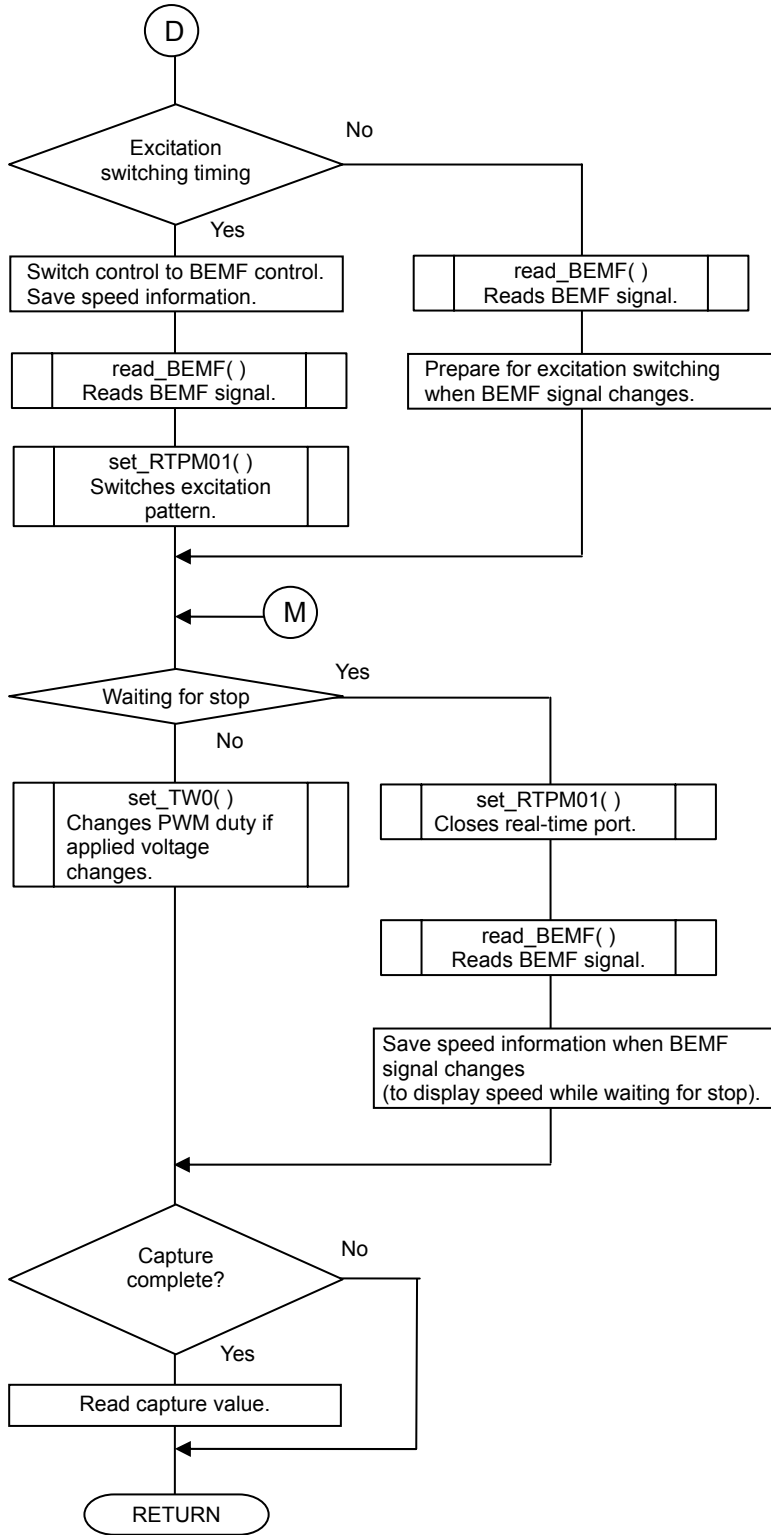 D
Excitation
switching timing
No
Yes
Switch control to BEMF control.
Save speed information.
read_BEMF( )
Reads BEMF signal.
read_BEMF( )
Reads BEMF signal.
Prepare for excitation switching
when BEMF signal changes.
set_RTPM01( )
Switches excitation
pattern.
M
Waiting for stop
Yes
No
set_TW0( )
Changes PWM duty if
applied voltage
changes.
set_RTPM01( )
Closes real-time port.
read_BEMF( )
Reads BEMF signal.
Save speed information when BEMF
signal changes
(to display speed while waiting for stop).
Capture
complete?
No
Yes
Read capture value.
RETURN